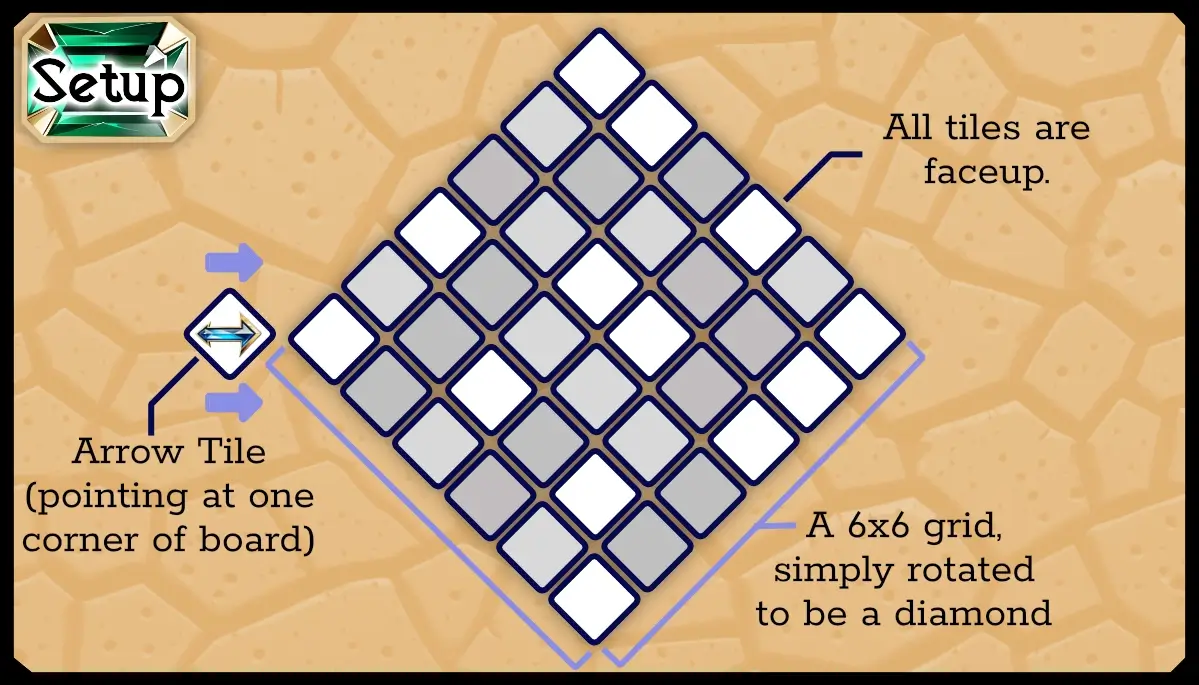 Setup
All tiles are
faceup.
Arrow Tile
(pointing at one
corner of board)
A 6x6 grid,
simply rotated
to be a diamond